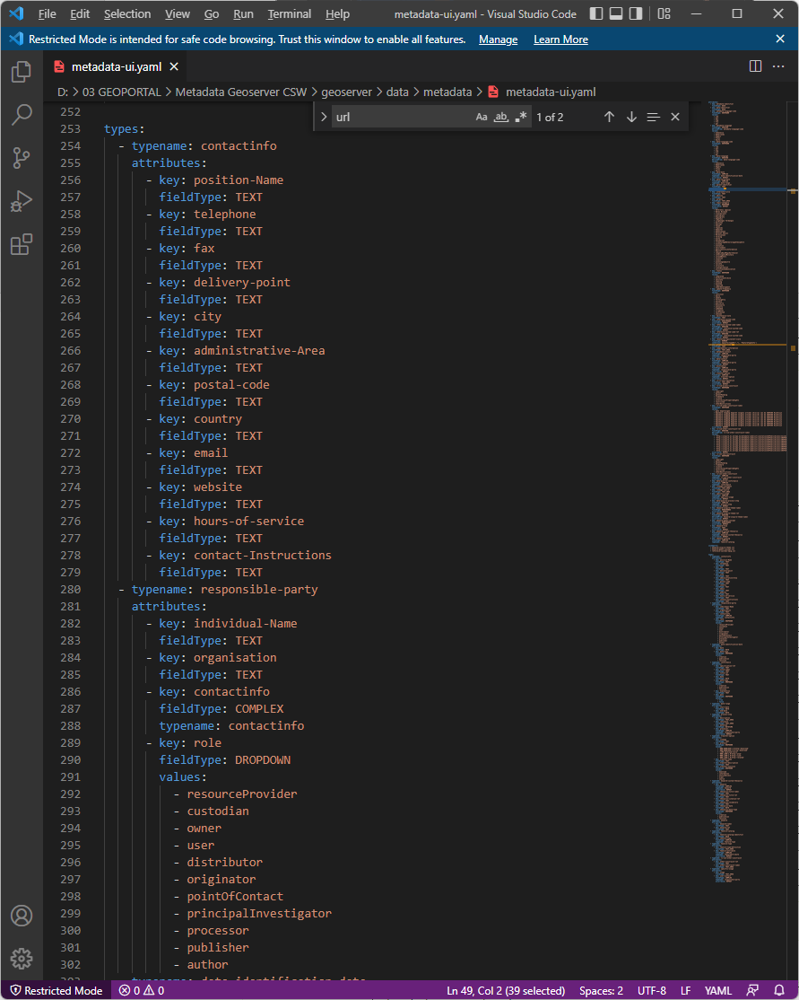 File Edit Selection View Go Run Terminal Help metadata-ui.yaml - Visual Studio Code
Restricted Mode is intended for safe code browsing. Trust this window to enable all features. Manage Learn More
metadata-ui.yaml
D: > 03 GEOPORTAL > Metadata Geoserver CSW > geoserver > data > metadata > metadata-ui.yaml
url Aa ab .* 1 of 2
252
253 types:
254 - typename: contactinfo
255 attributes:
256 - key: position-Name
257 fieldType: TEXT
258 - key: telephone
259 fieldType: TEXT
260 - key: fax
261 fieldType: TEXT
262 - key: delivery-point
263 fieldType: TEXT
264 - key: city
265 fieldType: TEXT
266 - key: administrative-Area
267 fieldType: TEXT
268 - key: postal-code
269 fieldType: TEXT
270 - key: country
271 fieldType: TEXT
272 - key: email
273 fieldType: TEXT
274 - key: website
275 fieldType: TEXT
276 - key: hours-of-service
277 fieldType: TEXT
278 - key: contact-Instructions
279 fieldType: TEXT
280 - typename: responsible-party
281 attributes:
282 - key: individual-Name
283 fieldType: TEXT
284 - key: organisation
285 fieldType: TEXT
286 - key: contactinfo
287 fieldType: COMPLEX
288 typename: contactinfo
289 - key: role
290 fieldType: DROPDOWN
291 values:
292 - resourceProvider
293 - custodian
294 - owner
295 - user
296 - distributor
297 - originator
298 - pointOfContact
299 - principalInvestigator
300 - processor
301 - publisher
302 - author
Restricted Mode 0 0 Ln 49, Col 2 (39 selected) Spaces: 2 UTF-8 LF YAML